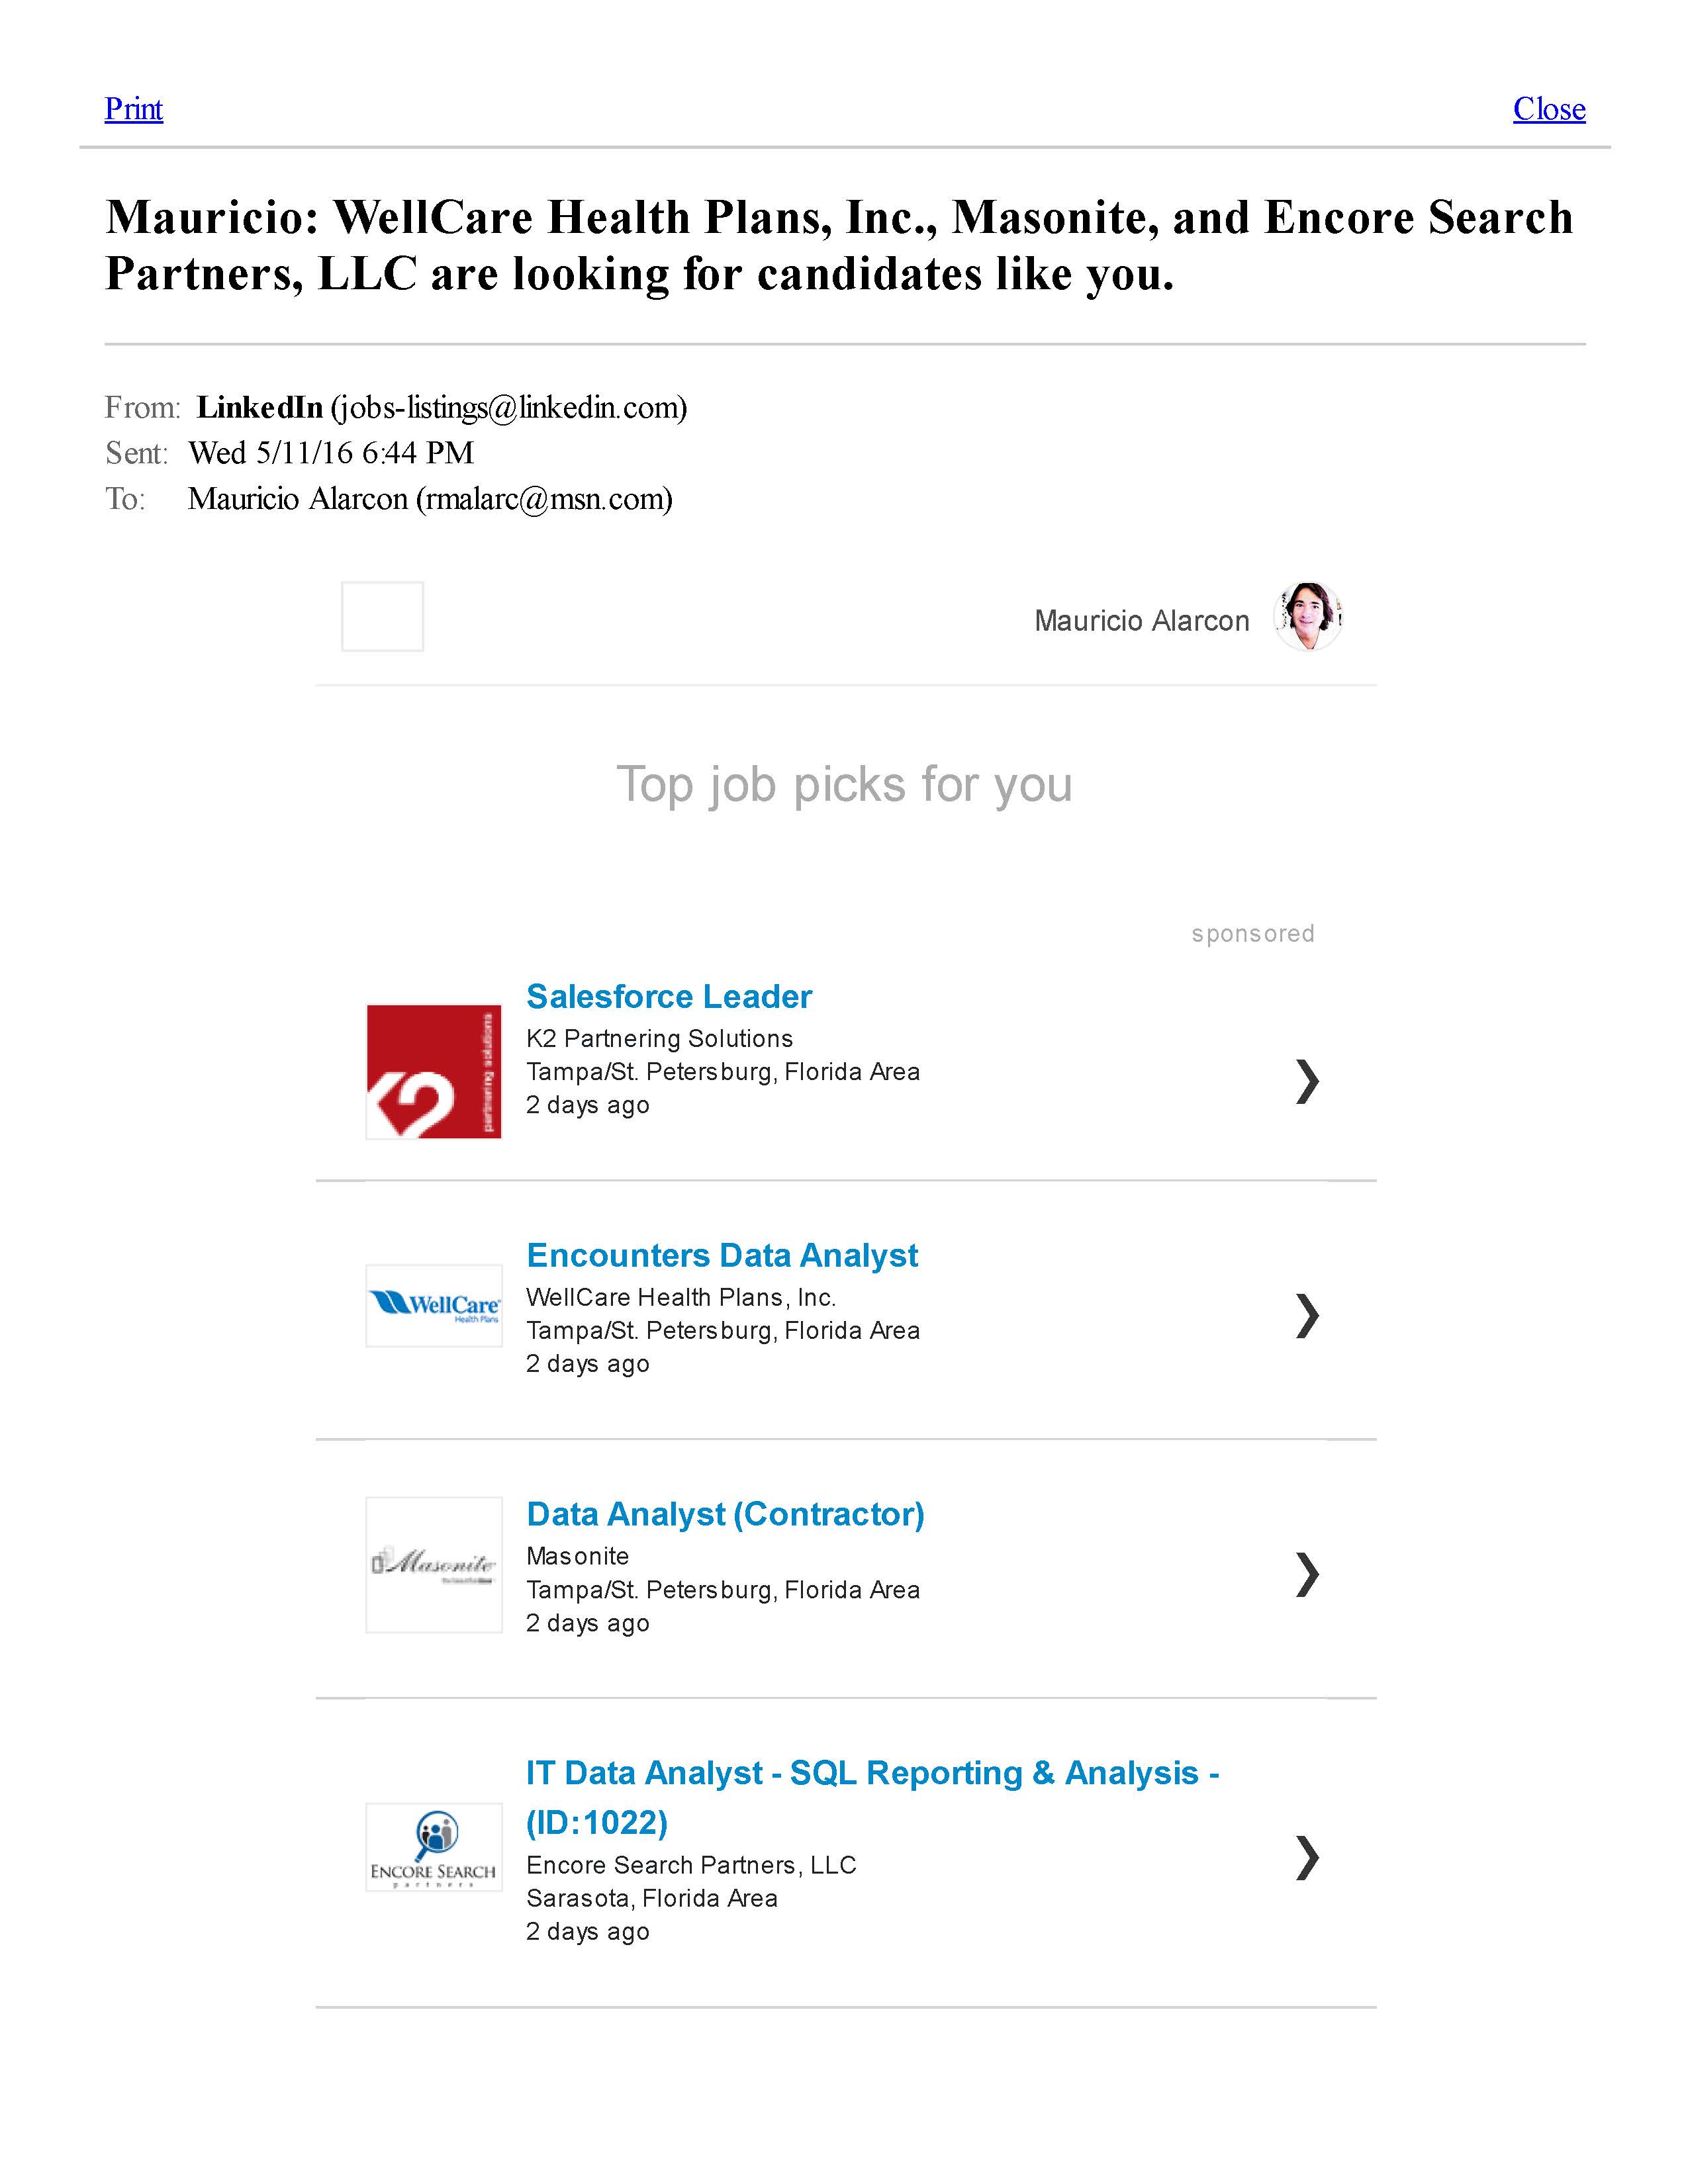 Print
Close
Mauricio: WellCare Health Plans, Inc., Masonite, and Encore Search
Partners, LLC are looking for candidates like you.
From: LinkedIn (jobs-listings@linkedin.com)
Sent: Wed 5/11/16 6:44 PM
To: Mauricio Alarcon (rmalarc@msn.com)
Mauricio Alarcon
Top job picks for you
sponsored
K2
partnering solutions
Salesforce Leader
K2 Partnering Solutions
Tampa/St. Petersburg, Florida Area
2 days ago
❯
WellCare
Health Plans
Encounters Data Analyst
WellCare Health Plans, Inc.
Tampa/St. Petersburg, Florida Area
2 days ago
❯
Masonite
Data Analyst (Contractor)
Masonite
Tampa/St. Petersburg, Florida Area
2 days ago
❯
ENCORE SEARCH
partners
IT Data Analyst - SQL Reporting & Analysis -
(ID:1022)
Encore Search Partners, LLC
Sarasota, Florida Area
2 days ago
❯